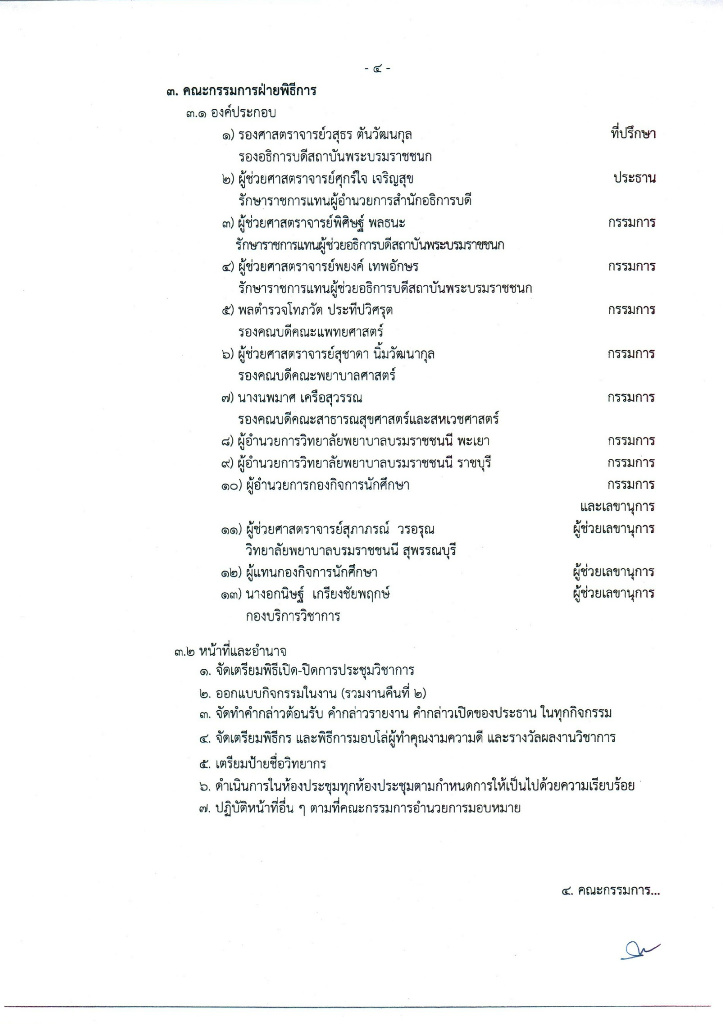 - ๔ -
๓. คณะกรรมการฝ่ายพิธีการ
๓.๑ องค์ประกอบ
๑) รองศาสตราจารย์วสุธร ตันวัฒนกุล ที่ปรึกษา
รองอธิการบดีสถาบันพระบรมราชชนก
๒) ผู้ช่วยศาสตราจารย์ศุกร์ใจ เจริญสุข ประธาน
รักษาราชการแทนผู้อำนวยการสำนักอธิการบดี
๓) ผู้ช่วยศาสตราจารย์พิศิษฐ์ พลธนะ กรรมการ
รักษาราชการแทนผู้ช่วยอธิการบดีสถาบันพระบรมราชชนก
๔) ผู้ช่วยศาสตราจารย์พยงค์ เทพอักษร กรรมการ
รักษาราชการแทนผู้ช่วยอธิการบดีสถาบันพระบรมราชชนก
๕) พลตำรวจโทภวัต ประทีปวิศรุต กรรมการ
รองคณบดีคณะแพทยศาสตร์
๖) ผู้ช่วยศาสตราจารย์สุชาดา นิ้มวัฒนากุล กรรมการ
รองคณบดีคณะพยาบาลศาสตร์
๗) นางนพมาศ เครือสุวรรณ กรรมการ
รองคณบดีคณะสาธารณสุขศาสตร์และสหเวชศาสตร์
๘) ผู้อำนวยการวิทยาลัยพยาบาลบรมราชชนนี พะเยา กรรมการ
๙) ผู้อำนวยการวิทยาลัยพยาบาลบรมราชชนนี ราชบุรี กรรมการ
๑๐) ผู้อำนวยการกองกิจการนักศึกษา กรรมการ
และเลขานุการ
๑๑) ผู้ช่วยศาสตราจารย์สุภาภรณ์ วรอรุณ ผู้ช่วยเลขานุการ
วิทยาลัยพยาบาลบรมราชชนนี สุพรรณบุรี
๑๒) ผู้แทนกองกิจการนักศึกษา ผู้ช่วยเลขานุการ
๑๓) นางอกนิษฐ์ เกรียงชัยพฤกษ์ ผู้ช่วยเลขานุการ
กองบริการวิชาการ
๓.๒ หน้าที่และอำนาจ
๑. จัดเตรียมพิธีเปิด-ปิดการประชุมวิชาการ
๒. ออกแบบกิจกรรมในงาน (รวมงานคืนที่ ๒)
๓. จัดทำคำกล่าวต้อนรับ คำกล่าวรายงาน คำกล่าวเปิดของประธาน ในทุกกิจกรรม
๔. จัดเตรียมพิธีกร และพิธีการมอบโล่ผู้ทำคุณงามความดี และรางวัลผลงานวิชาการ
๕. เตรียมป้ายชื่อวิทยากร
๖. ดำเนินการในห้องประชุมทุกห้องประชุมตามกำหนดการให้เป็นไปด้วยความเรียบร้อย
๗. ปฏิบัติหน้าที่อื่น ๆ ตามที่คณะกรรมการอำนวยการมอบหมาย
๔. คณะกรรมการ...